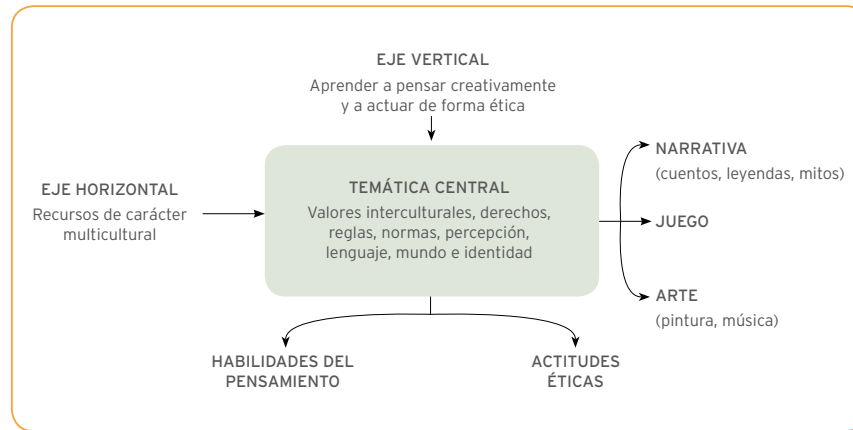 EJE VERTICAL
Aprender a pensar creativamente
y a actuar de forma ética
EJE HORIZONTAL
Recursos de carácter
multicultural
TEMÁTICA CENTRAL
Valores interculturales, derechos,
reglas, normas, percepción,
lenguaje, mundo e identidad
NARRATIVA
(cuentos, leyendas, mitos)
JUEGO
ARTE
(pintura, música)
HABILIDADES DEL
PENSAMIENTO
ACTITUDES
ÉTICAS